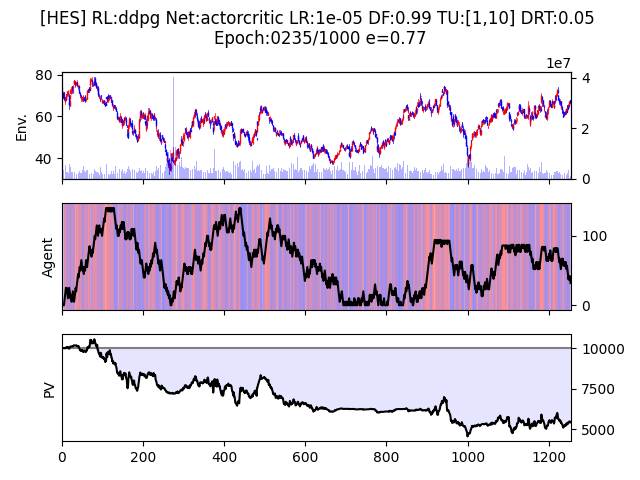 [HES] RL:ddpg Net:actorcritic LR:1e-05 DF:0.99 TU:[1,10] DRT:0.05
Epoch:0235/1000 e=0.77
1e7
80
60
40
Env.
4
2
0
Agent
100
0
PV
10000
7500
5000
0 200 400 600 800 1000 1200